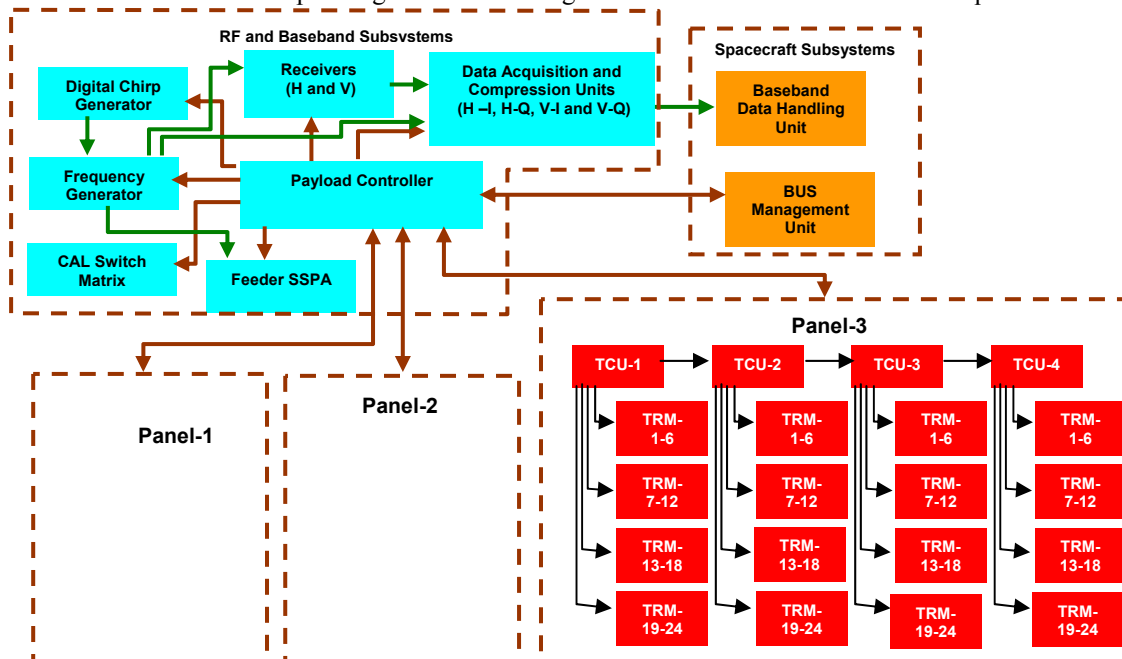 RF and Baseband Subsystems
Spacecraft Subsystems
Receivers
(H and V)
Data Acquisition and
Compression Units
(H –I, H-Q, V-I and V-Q)
Digital Chirp
Generator
Baseband
Data Handling
Unit
Frequency
Generator
Payload Controller
BUS
Management
Unit
CAL Switch
Matrix
Feeder SSPA
Panel-1
Panel-2
Panel-3
TCU-1
TCU-2
TCU-3
TCU-4
TRM-
1-6
TRM-
1-6
TRM-
1-6
TRM-
1-6
TRM-
7-12
TRM-
7-12
TRM-
7-12
TRM-
7-12
TRM-
13-18
TRM-
13-18
TRM-
13-18
TRM-
13-18
TRM-
19-24
TRM-
19-24
TRM-
19-24
TRM-
19-24